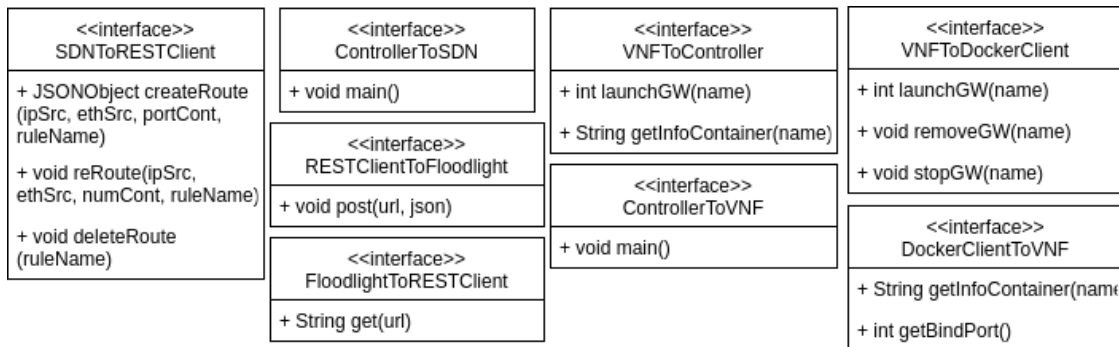 <<interface>>
SDNToRESTClient
+ JSONObject createRoute
(ipSrc, ethSrc, portCont,
ruleName)
+ void reRoute(ipSrc,
ethSrc, numCont, ruleName)
+ void deleteRoute
(ruleName)
<<interface>>
ControllerToSDN
+ void main()
<<interface>>
RESTClientToFloodlight
+ void post(url, json)
<<interface>>
FloodlightToRESTClient
+ String get(url)
<<interface>>
VNFToController
+ int launchGW(name)
+ String getInfoContainer(name)
<<interface>>
ControllerToVNF
+ void main()
<<interface>>
VNFToDockerClient
+ int launchGW(name)
+ void removeGW(name)
+ void stopGW(name)
<<interface>>
DockerClientToVNF
+ String getInfoContainer(name
+ int getBindPort()